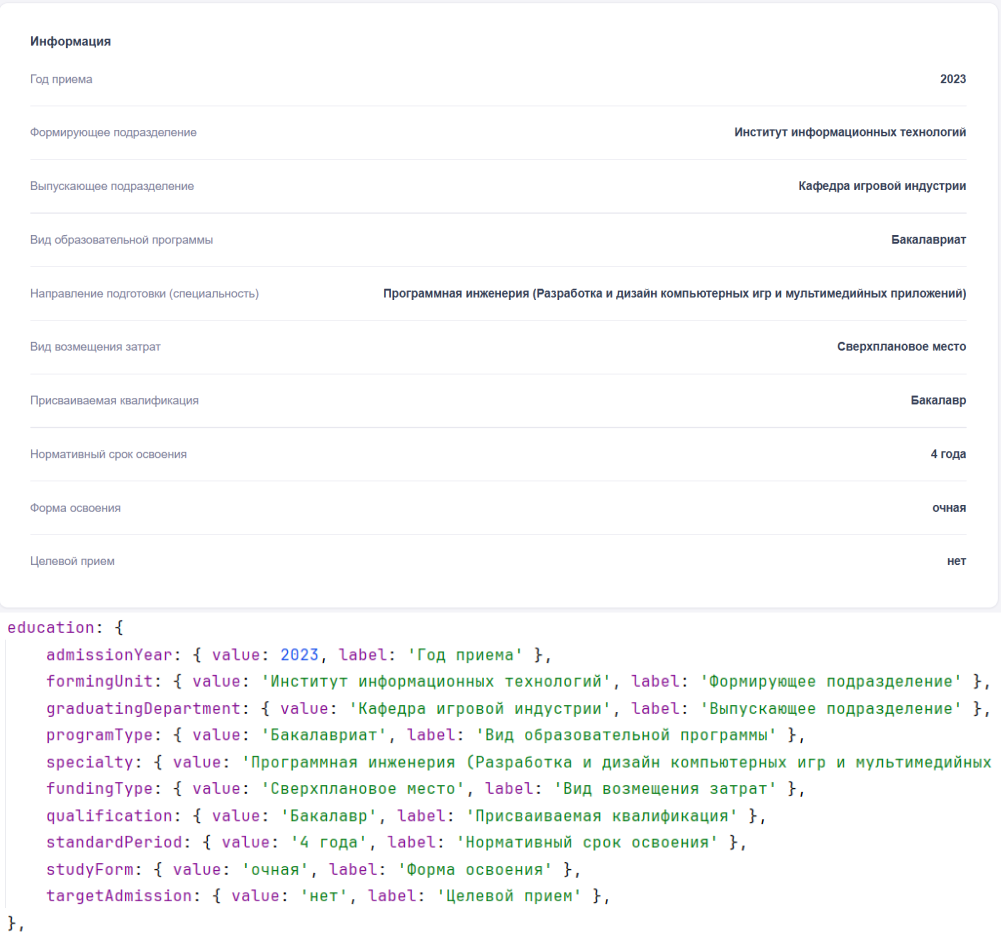 Информация
Год приема 2023
Формирующее подразделение Институт информационных технологий
Выпускающее подразделение Кафедра игровой индустрии
Вид образовательной программы Бакалавриат
Направление подготовки (специальность) Программная инженерия (Разработка и дизайн компьютерных игр и мультимедийных приложений)
Вид возмещения затрат Сверхплановое место
Присваиваемая квалификация Бакалавр
Нормативный срок освоения 4 года
Форма освоения очная
Целевой прием нет
education: {
admissionYear: { value: 2023, label: 'Год приема' },
formingUnit: { value: 'Институт информационных технологий', label: 'Формирующее подразделение' },
graduatingDepartment: { value: 'Кафедра игровой индустрии', label: 'Выпускающее подразделение' },
programType: { value: 'Бакалавриат', label: 'Вид образовательной программы' },
specialty: { value: 'Программная инженерия (Разработка и дизайн компьютерных игр и мультимедийных
fundingType: { value: 'Сверхплановое место', label: 'Вид возмещения затрат' },
qualification: { value: 'Бакалавр', label: 'Присваиваемая квалификация' },
standardPeriod: { value: '4 года', label: 'Нормативный срок освоения' },
studyForm: { value: 'очная', label: 'Форма освоения' },
targetAdmission: { value: 'нет', label: 'Целевой прием' },
},